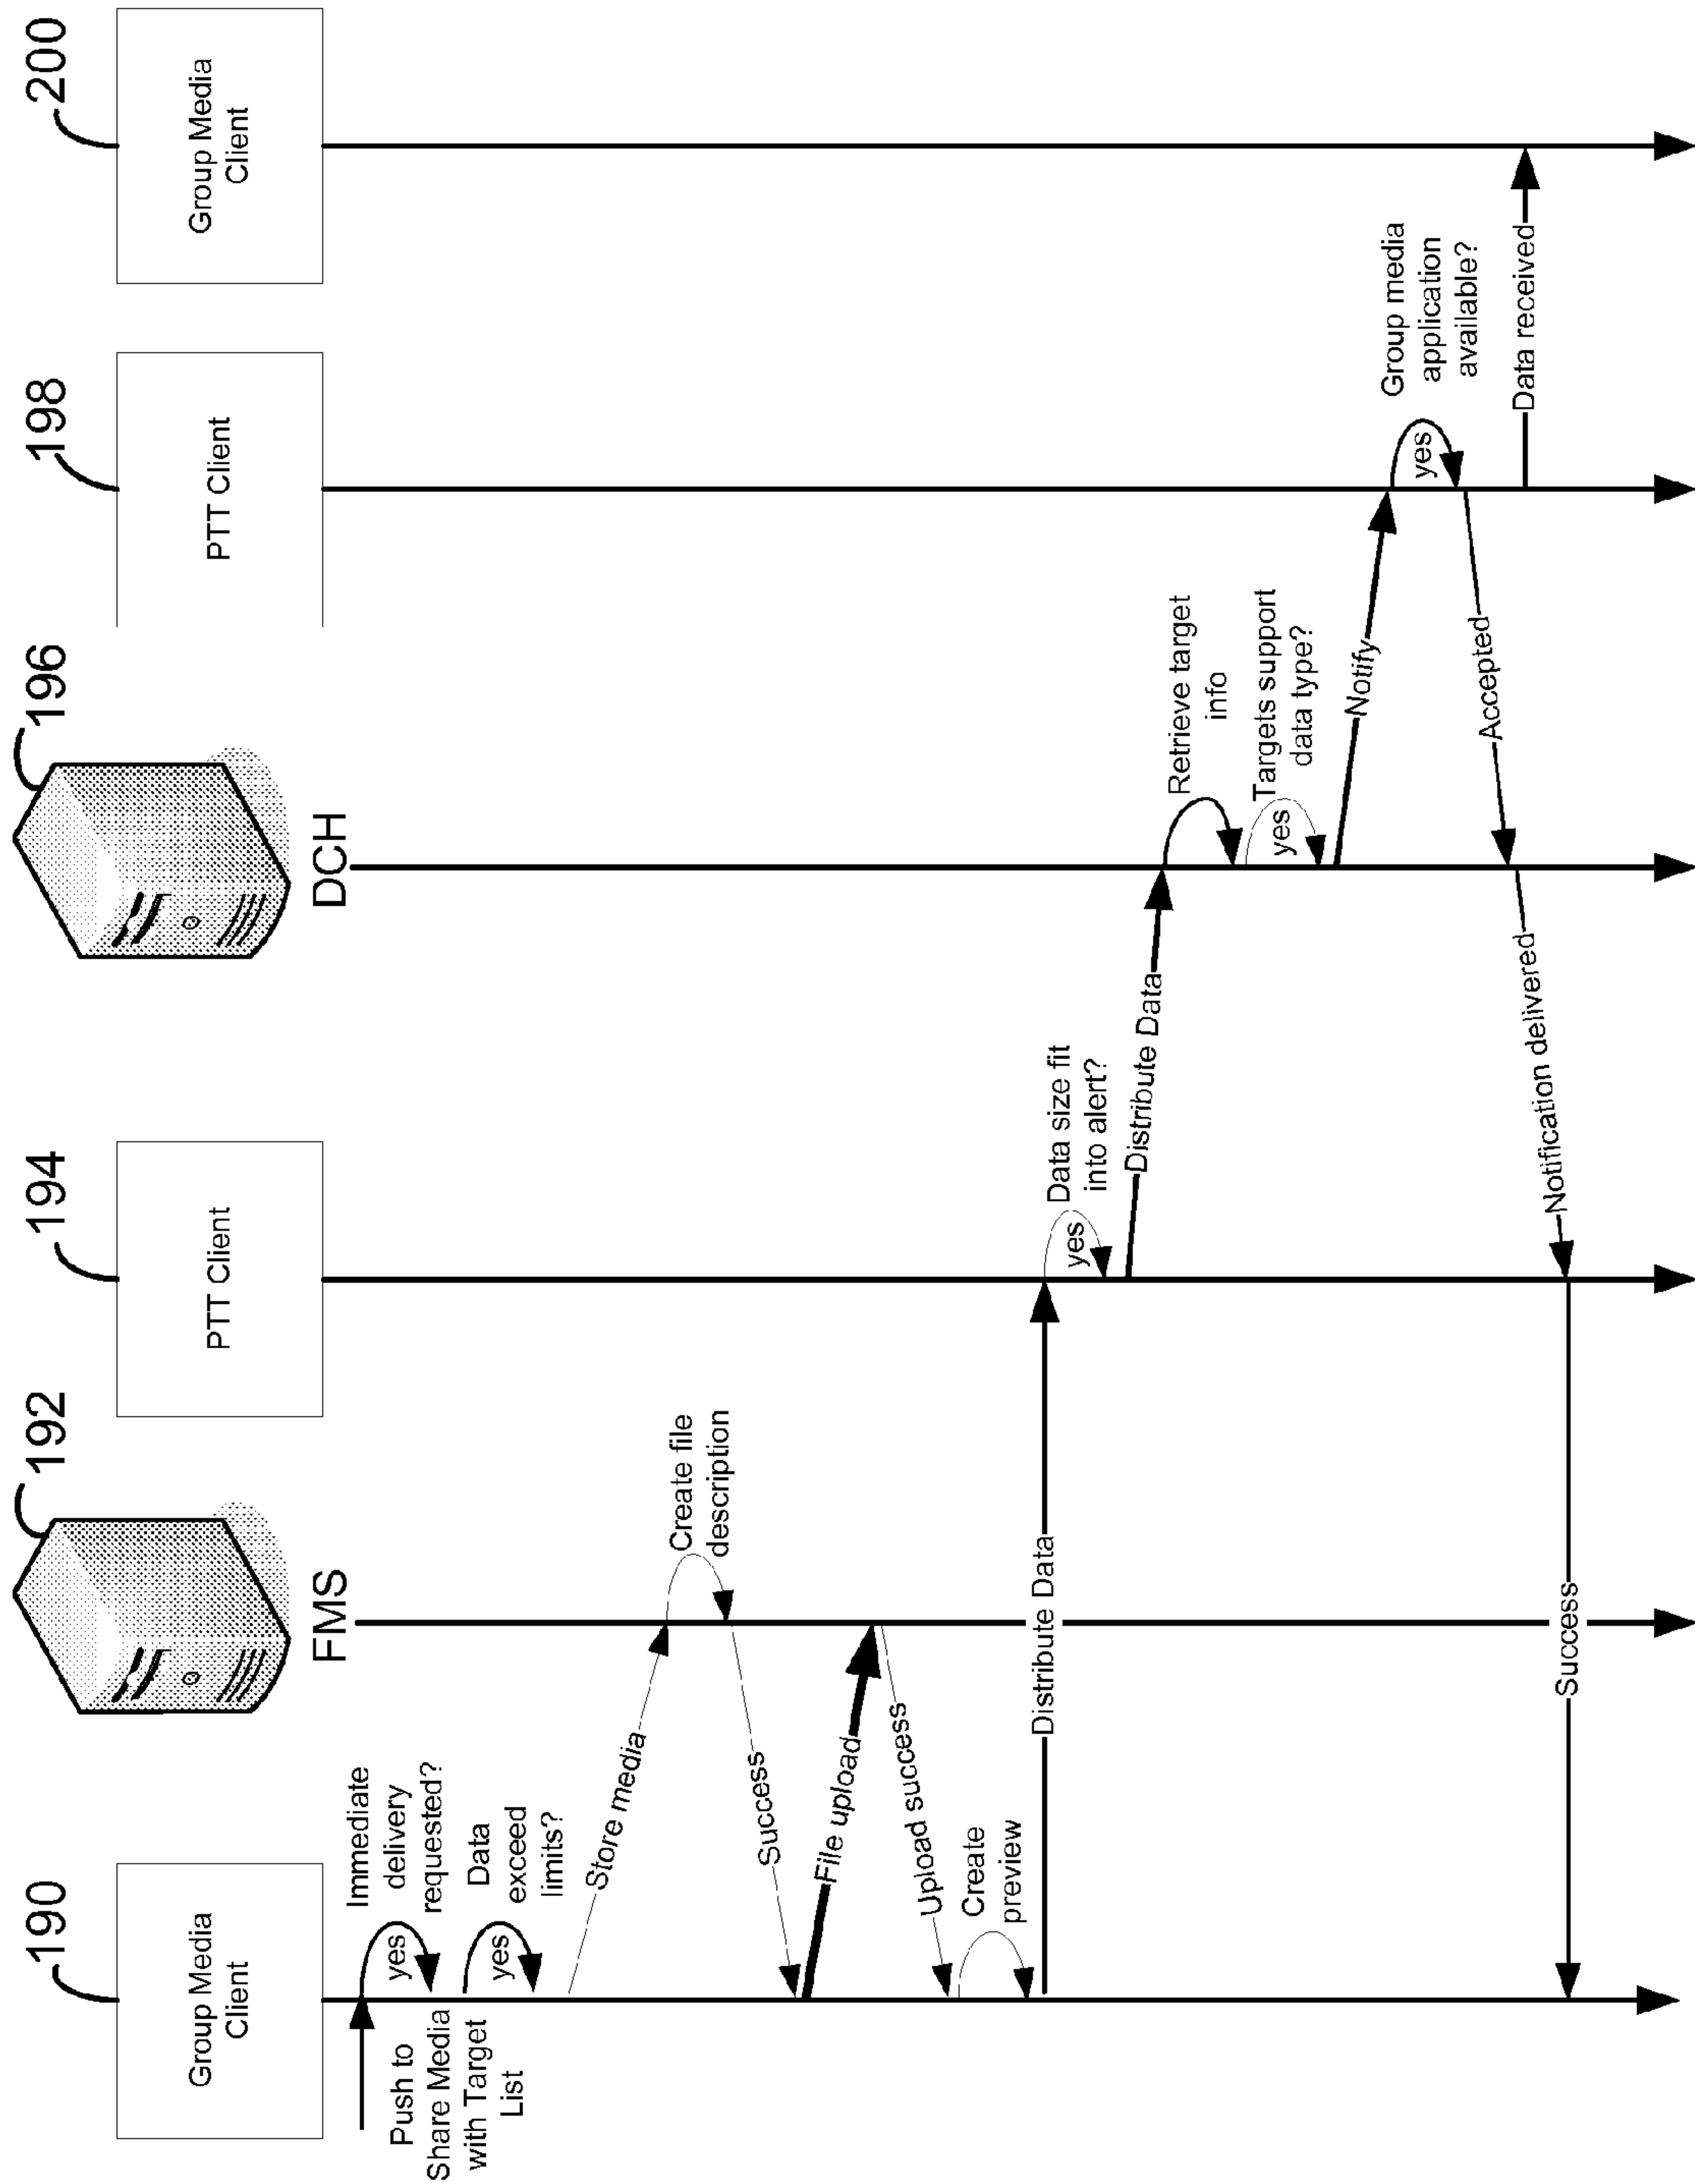 190
Group Media
Client
192
FMS
194
PTT Client
196
DCH
198
PTT Client
200
Group Media
Client
Push to
Share Media
with Target
List
Immediate
delivery
requested?
yes
Data
exceed
limits?
yes
Store media
Create file
description
Success
File upload
Upload success
Create
preview
Distribute Data
Data size fit
into alert?
yes
Distribute Data
Retrieve target
info
Targets support
data type?
yes
Notify
Group media
application
available?
yes
Accepted
Data received
Notification delivered
Success